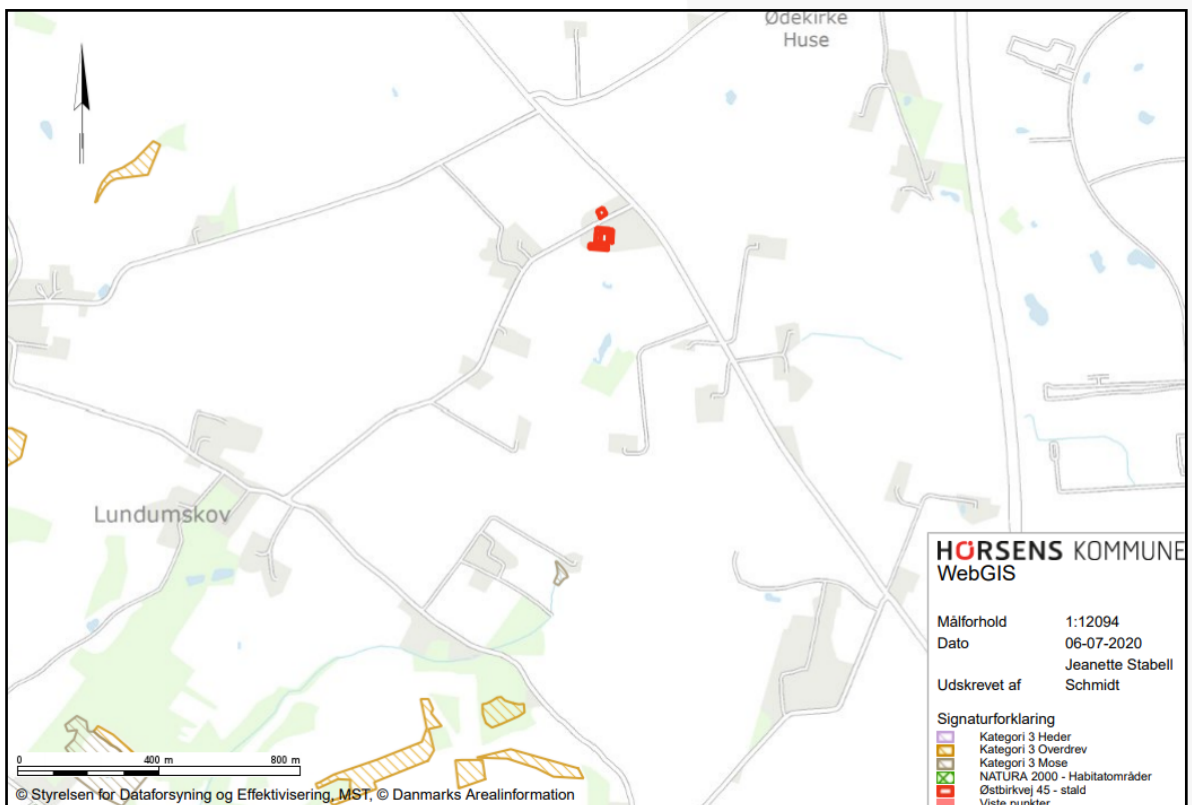 Ødekirke
Huse
Lundumskov
HORSENS KOMMUNE
WebGIS
Målforhold 1:12094
Dato 06-07-2020
Jeanette Stabell
Udskrevet af Schmidt
Signaturforklaring
Kategori 3 Heder
Kategori 3 Overdrev
Kategori 3 Mose
NATURA 2000 - Habitatområder
Østbirkvej 45 - stald
Viste punkter
0 400 m 800 m
© Styrelsen for Dataforsyning og Effektivisering, MST, © Danmarks Arealinformation